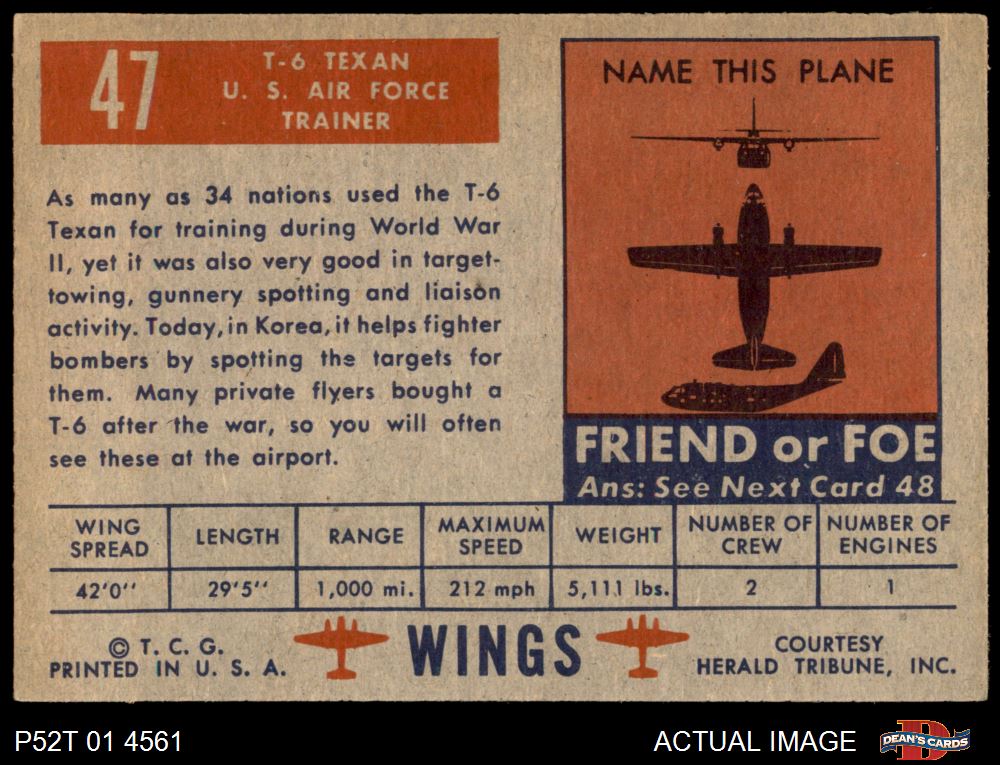 47
T-6 TEXAN
U. S. AIR FORCE
TRAINER
As many as 34 nations used the T-6
Texan for training during World War
II, yet it was also very good in target-
towing, gunnery spotting and liaison
activity. Today, in Korea, it helps fighter
bombers by spotting the targets for
them. Many private flyers bought a
T-6 after the war, so you will often
see these at the airport.
NAME THIS PLANE
FRIEND or FOE
Ans: See Next Card 48
WING SPREAD LENGTH RANGE MAXIMUM SPEED WEIGHT NUMBER OF CREW NUMBER OF ENGINES
42'0'' 29'5'' 1,000 mi. 212 mph 5,111 lbs. 2 1
© T. C. G.
PRINTED IN U. S. A.
WINGS
COURTESY
HERALD TRIBUNE, INC.
P52T 01 4561
ACTUAL IMAGE
D
DEAN'S CARDS